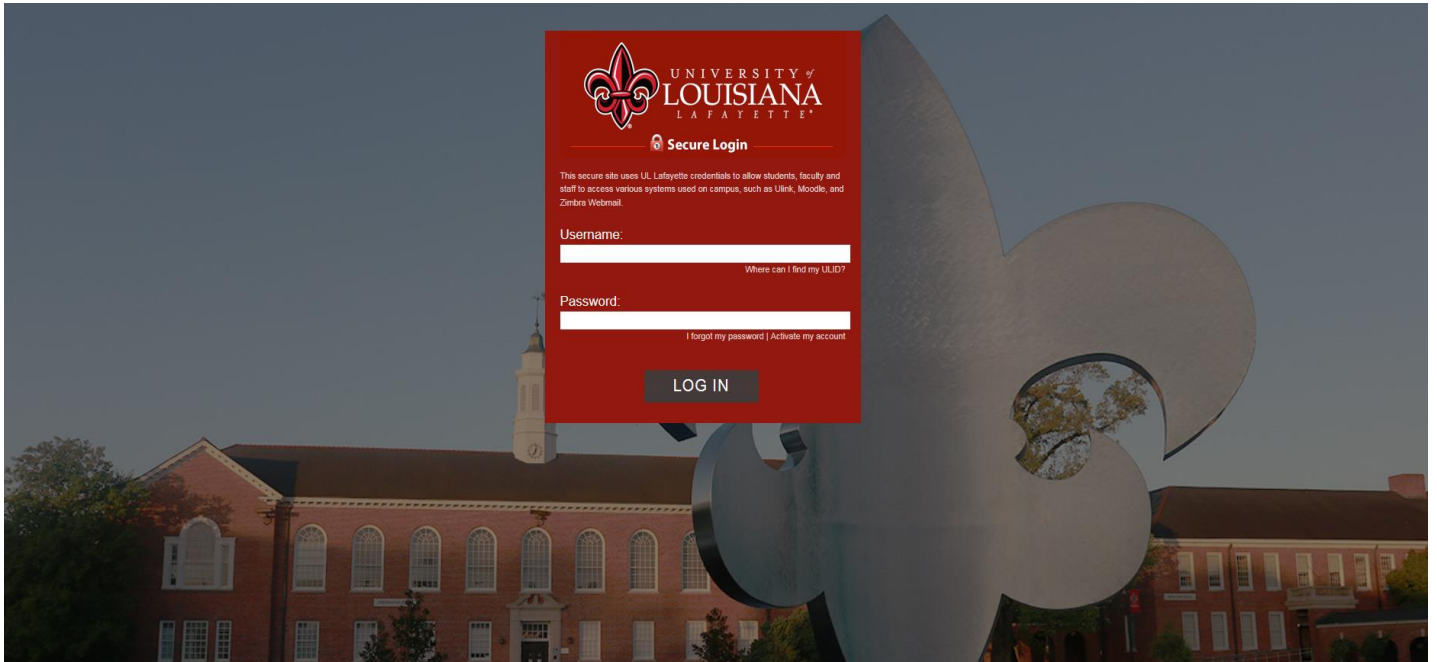 UNIVERSITY of
LOUISIANA
LAFAYETTE®
Secure Login
This secure site uses UL Lafayette credentials to allow students, faculty and
staff to access various systems used on campus, such as Ulink, Moodle, and
Zimbra Webmail.
Username:
Where can I find my ULID?
Password:
I forgot my password | Activate my account
LOG IN